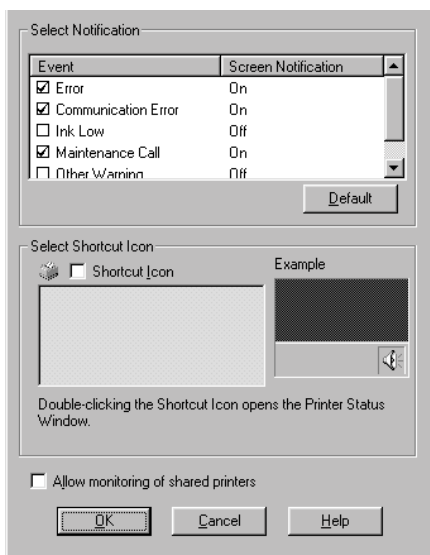 Select Notification
Event Screen Notification
Error On
Communication Error On
Ink Low Off
Maintenance Call On
Other Warning Off
Default
Select Shortcut Icon
Shortcut Icon
Example
Double-clicking the Shortcut Icon opens the Printer Status
Window.
Allow monitoring of shared printers
OK Cancel Help